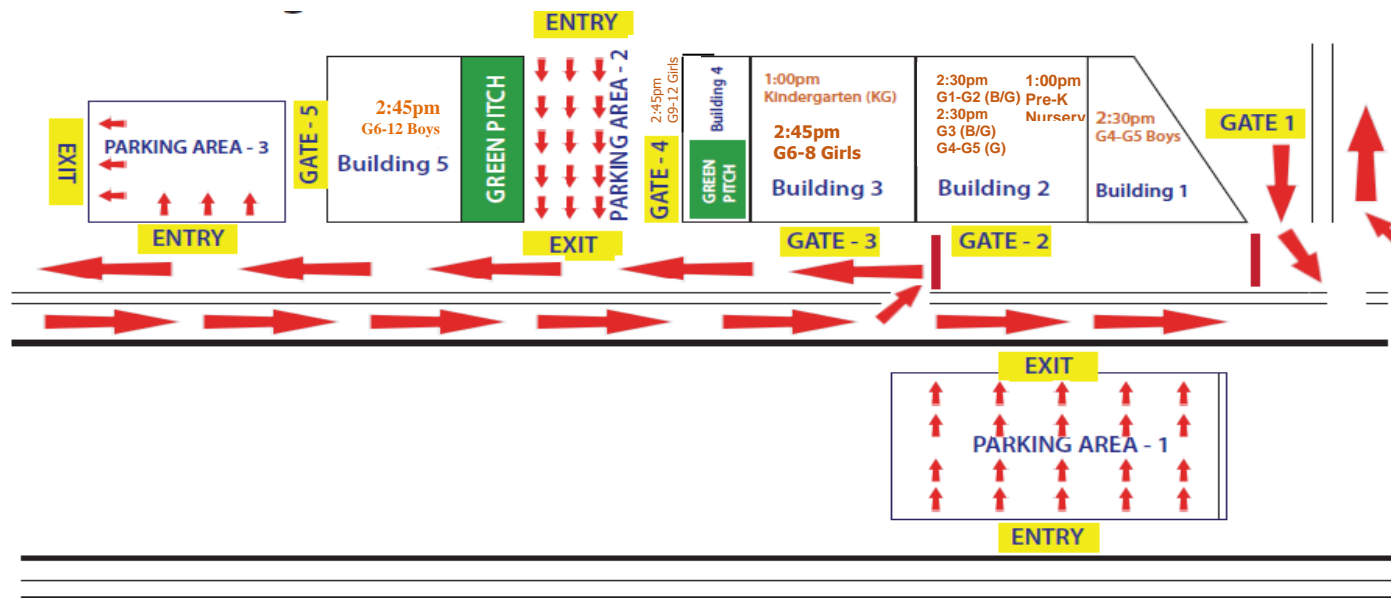 ENTRY
GATE - 5
2:45pm
G6-12 Boys
Building 5
GREEN PITCH
PARKING AREA - 2
EXIT
2:45pm
G9-12 Girls
GATE - 4
Building 4
GREEN
PITCH
1:00pm
Kindergarten (KG)
2:45pm
G6-8 Girls
Building 3
2:30pm
G1-G2 (B/G)
2:30pm
G3 (B/G)
G4-G5 (G)
1:00pm
Pre-K
Nursery
Building 2
2:30pm
G4-G5 Boys
Building 1
GATE 1
EXIT
PARKING AREA - 3
ENTRY
GATE - 3
GATE - 2
EXIT
PARKING AREA - 1
ENTRY